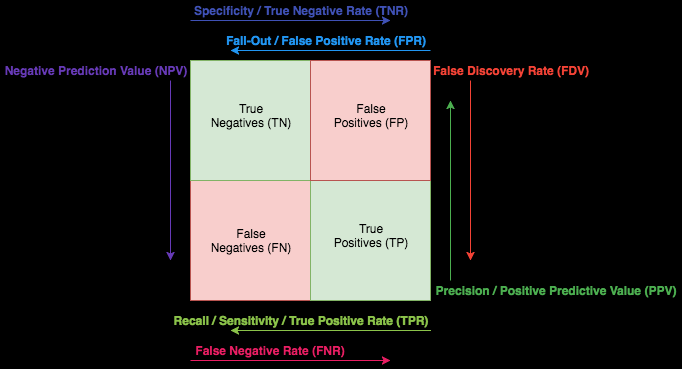 Specificity / True Negative Rate (TNR)
Fall-Out / False Positive Rate (FPR)
Negative Prediction Value (NPV)
False Discovery Rate (FDV)
True
Negatives (TN)
False
Positives (FP)
False
Negatives (FN)
True
Positives (TP)
Precision / Positive Predictive Value (PPV)
Recall / Sensitivity / True Positive Rate (TPR)
False Negative Rate (FNR)